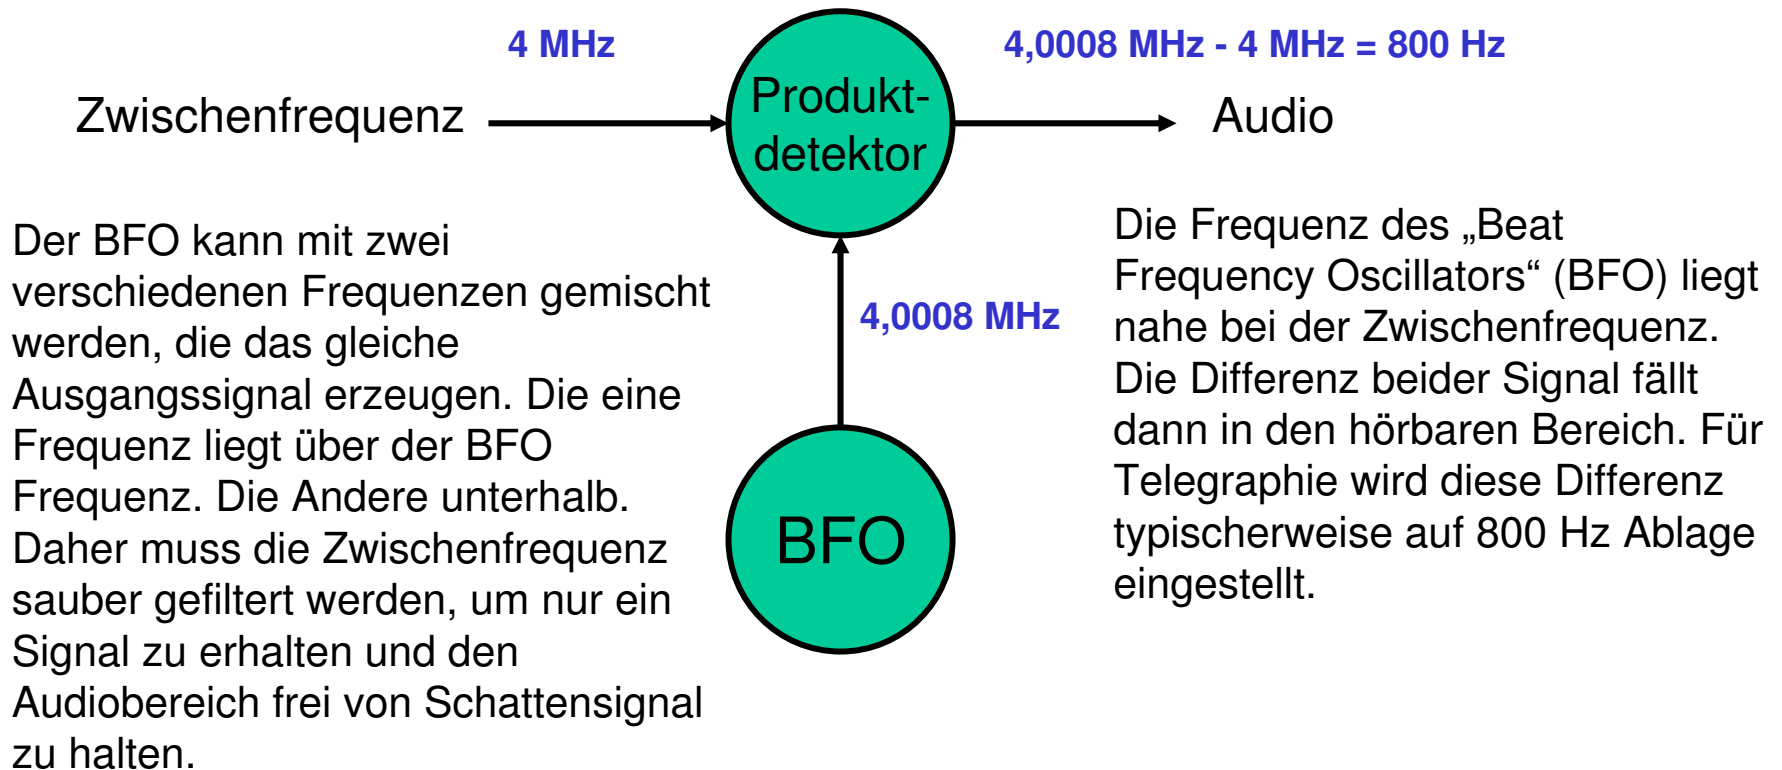 4 MHz
4,0008 MHz - 4 MHz = 800 Hz
Zwischenfrequenz
Produkt-
detektor
Audio
Der BFO kann mit zwei
verschiedenen Frequenzen gemischt
werden, die das gleiche
Ausgangssignal erzeugen. Die eine
Frequenz liegt über der BFO
Frequenz. Die Andere unterhalb.
Daher muss die Zwischenfrequenz
sauber gefiltert werden, um nur ein
Signal zu erhalten und den
Audiobereich frei von Schattensignal
zu halten.
4,0008 MHz
BFO
Die Frequenz des „Beat
Frequency Oscillators“ (BFO) liegt
nahe bei der Zwischenfrequenz.
Die Differenz beider Signal fällt
dann in den hörbaren Bereich. Für
Telegraphie wird diese Differenz
typischerweise auf 800 Hz Ablage
eingestellt.